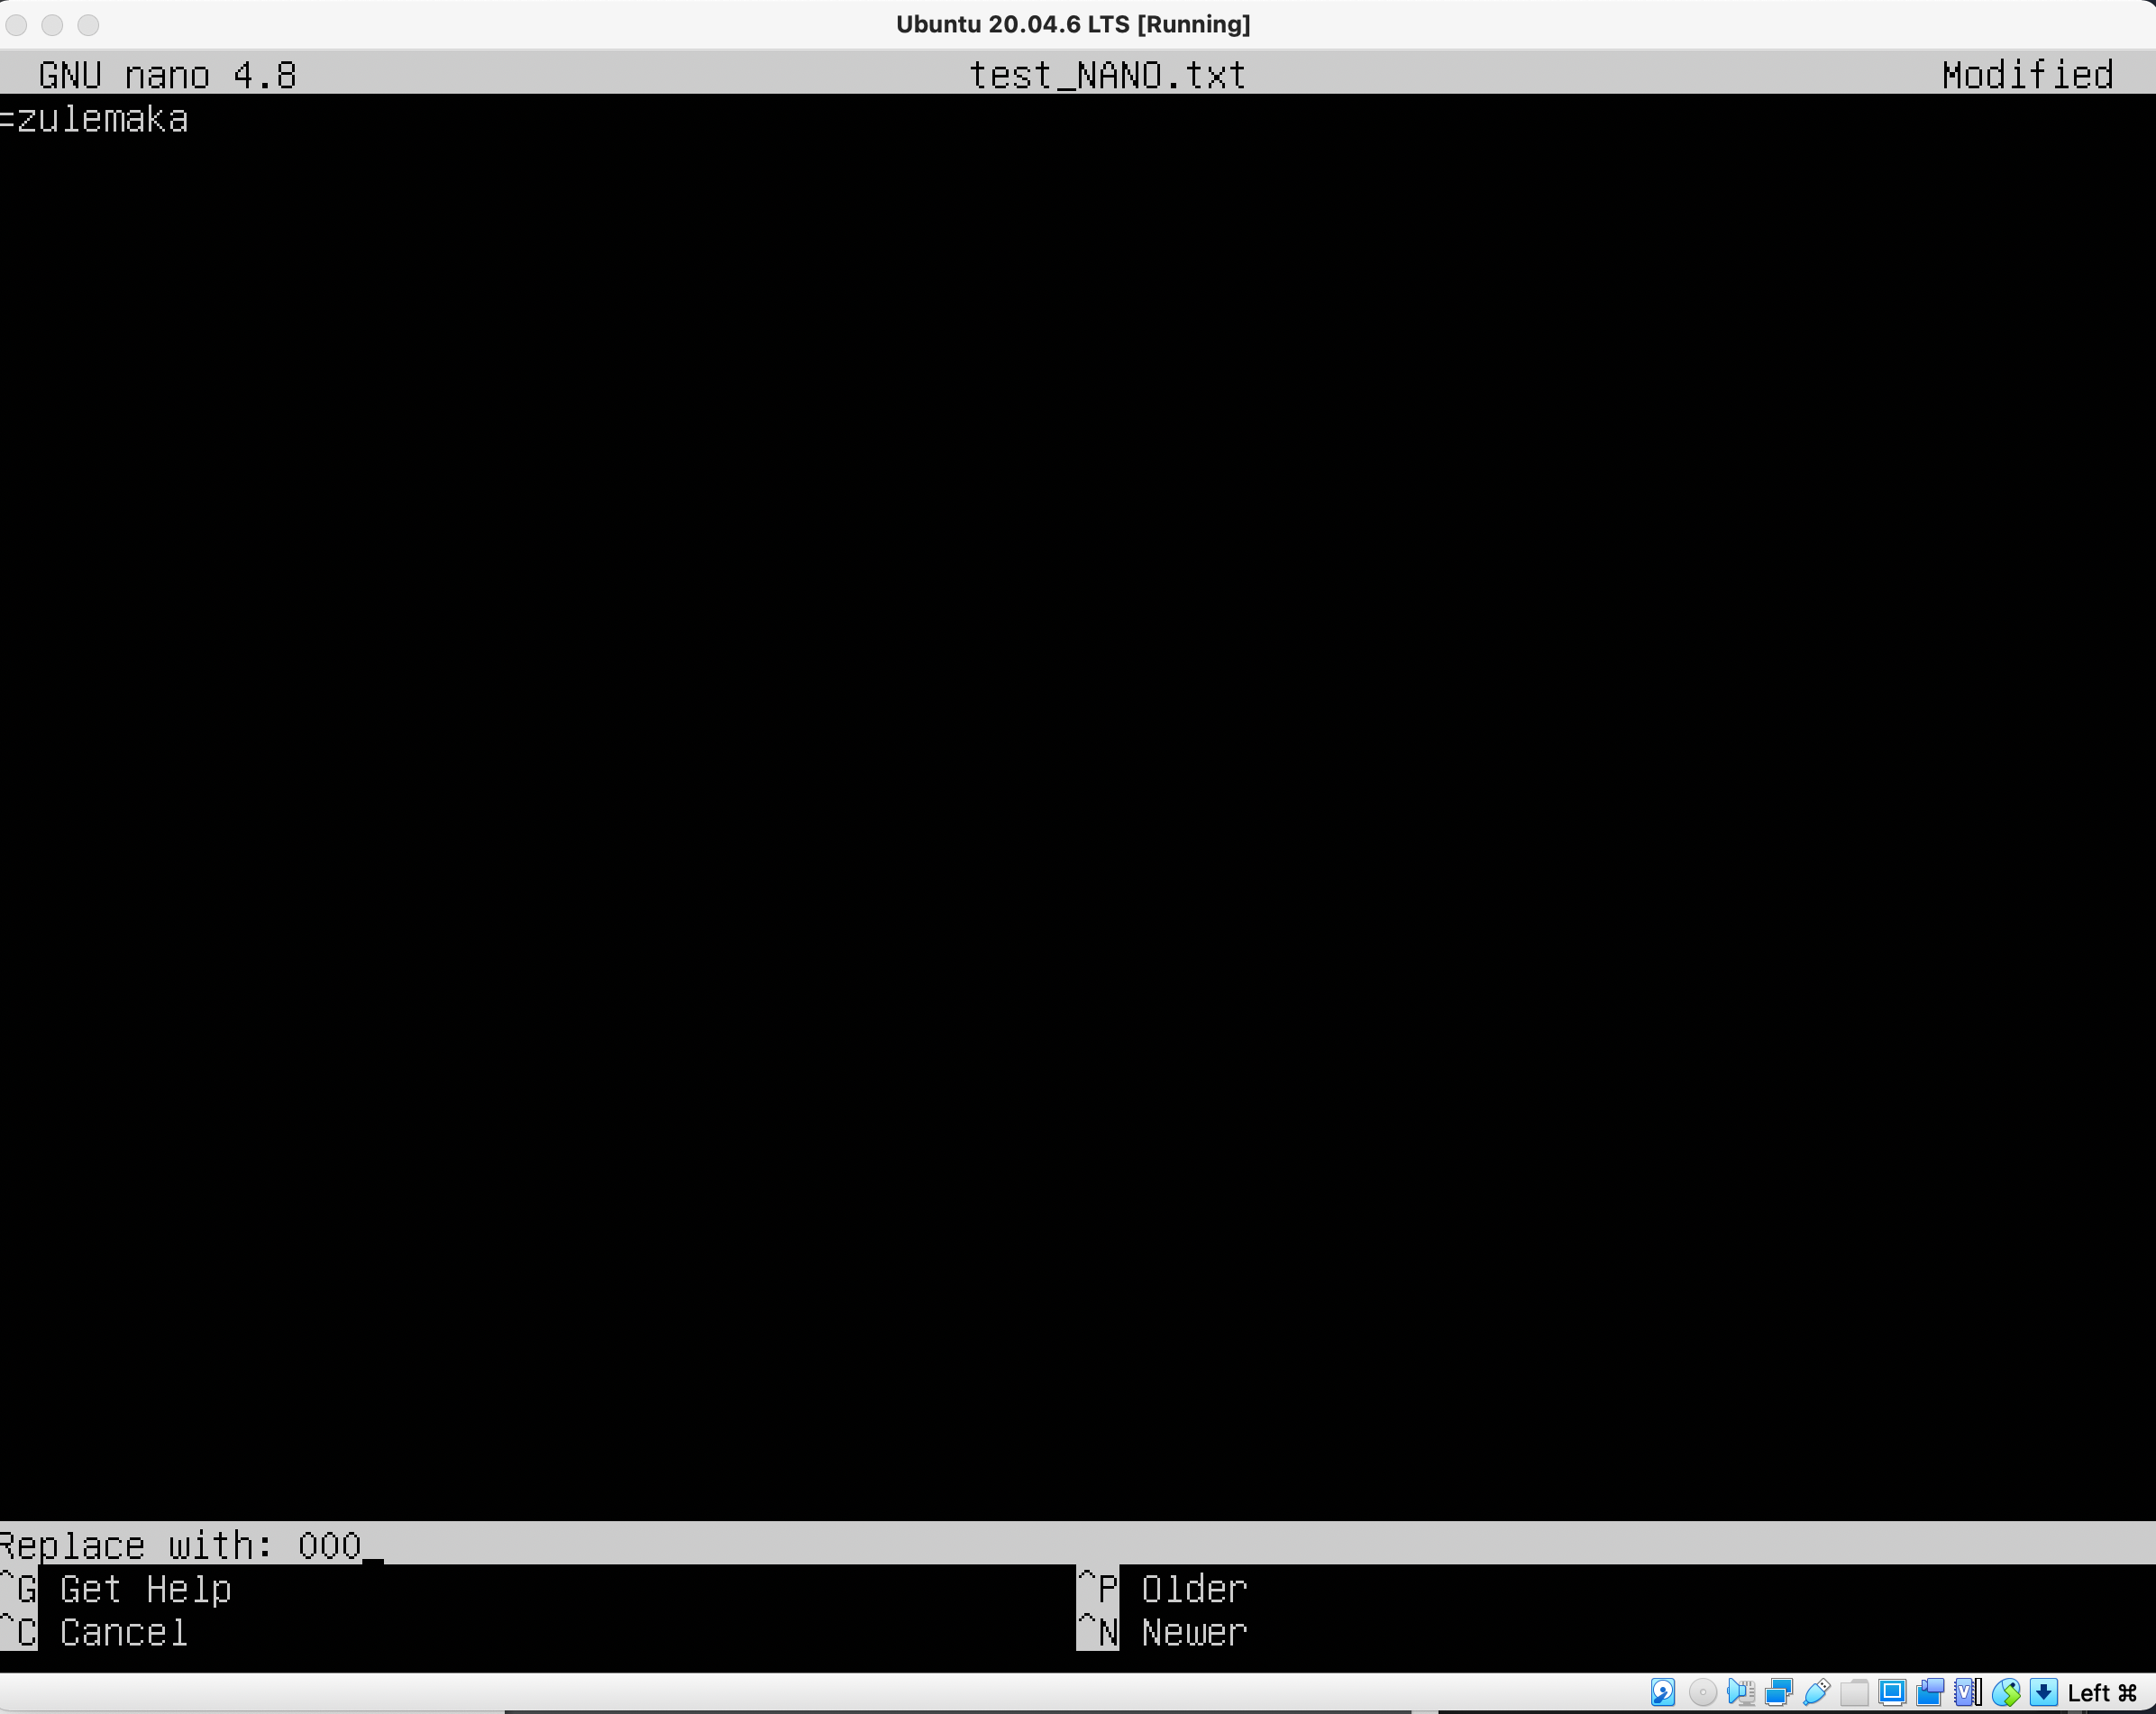 Ubuntu 20.04.6 LTS [Running]
GNU nano 4.8 test_NANO.txt Modified
=zulemaka
Replace with: 000
^G Get Help ^P Older
^C Cancel ^N Newer
Left ⌘